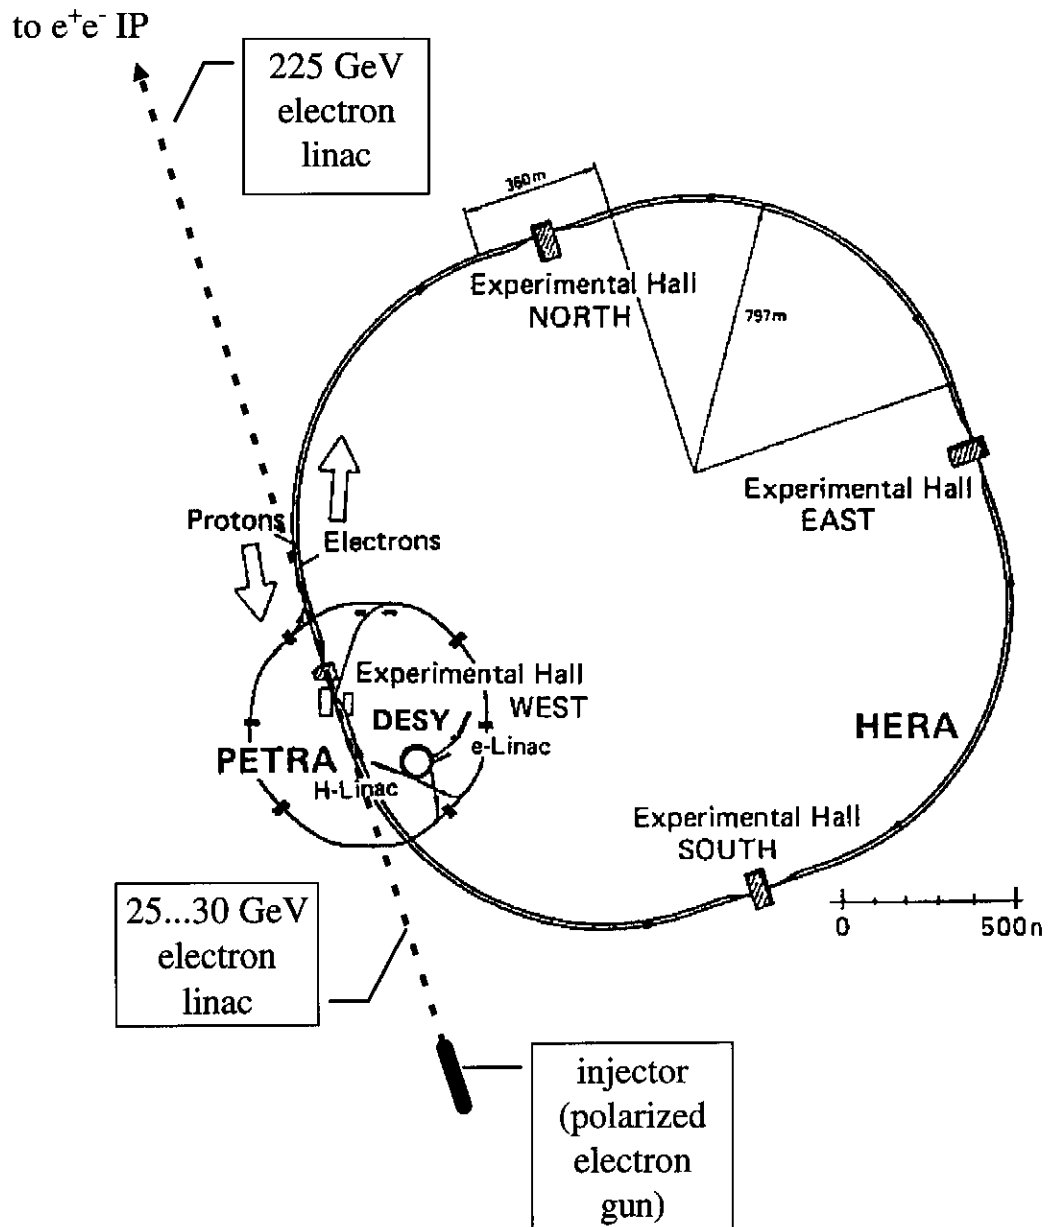 to e⁺e⁻ IP
225 GeV
electron
linac
360m
Experimental Hall
NORTH
797m
Experimental Hall
EAST
Protons
Electrons
Experimental Hall
WEST
DESY
e-Linac
PETRA
H-Linac
HERA
Experimental Hall
SOUTH
0 500n
25...30 GeV
electron
linac
injector
(polarized
electron
gun)